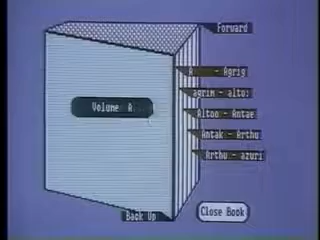 Forward
A - Agrig
agrim - alto:
Volume A
Altoo - Antae
Antak - Arthu
Arthu - azuri
Back Up
Close Book